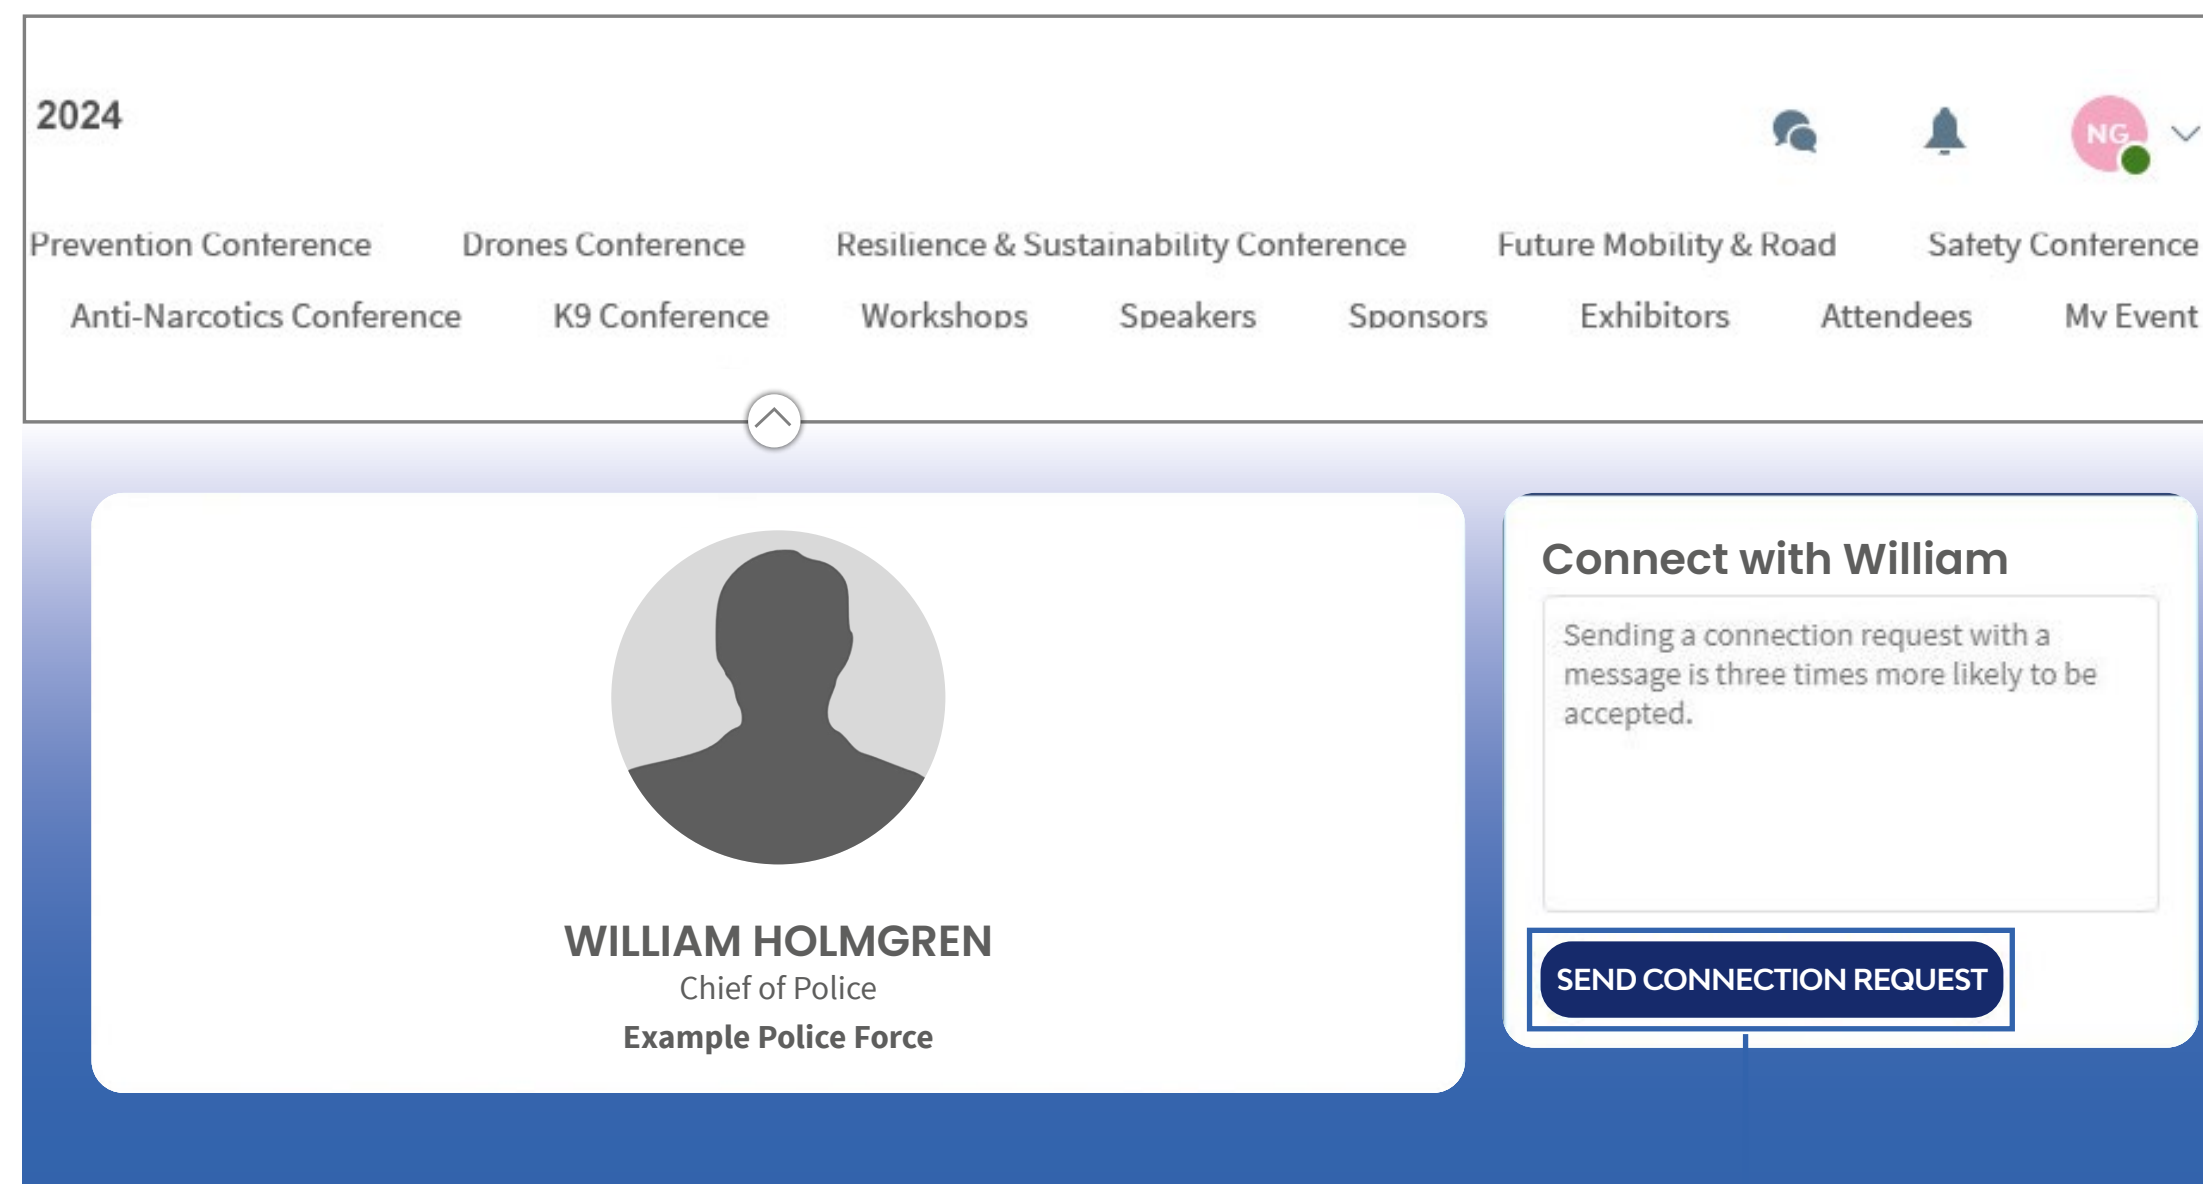 2024
NG
Prevention Conference Drones Conference Resilience & Sustainability Conference Future Mobility & Road Safety Conference
Anti-Narcotics Conference K9 Conference Workshops Speakers Sponsors Exhibitors Attendees My Event
Connect with William
Sending a connection request with a
message is three times more likely to be
accepted.
SEND CONNECTION REQUEST
WILLIAM HOLMGREN
Chief of Police
Example Police Force